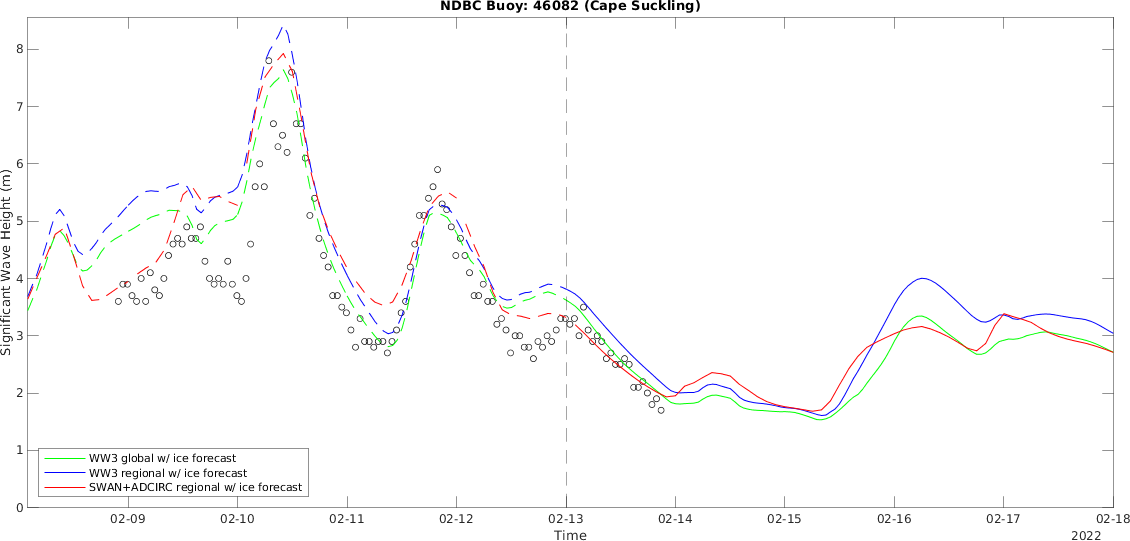 NDBC Buoy: 46082 (Cape Suckling)
Significant Wave Height (m)
8
7
6
5
4
3
2
1
0
WW3 global w/ ice forecast
WW3 regional w/ ice forecast
SWAN+ADCIRC regional w/ ice forecast
02-09 02-10 02-11 02-12 02-13 02-14 02-15 02-16 02-17 02-18
Time
2022